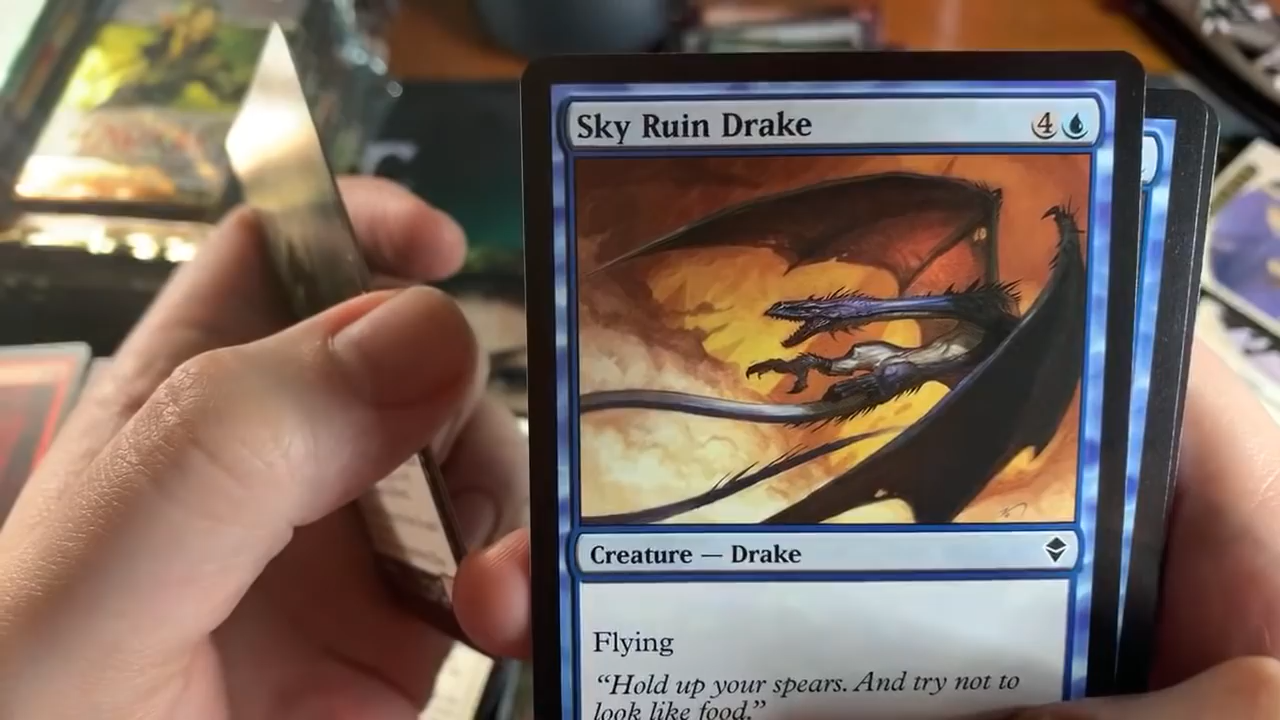 Sky Ruin Drake 4
Creature — Drake
Flying
“Hold up your spears. And try not to
look like food.”